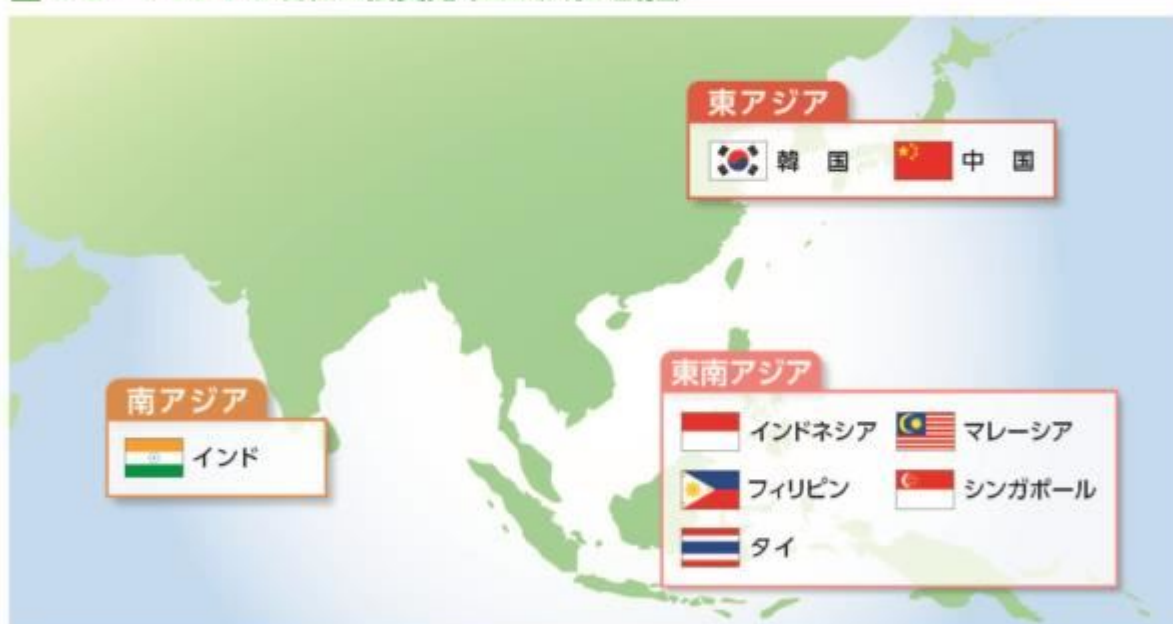 東アジア
韓 国 中 国
南アジア
インド
東南アジア
インドネシア マレーシア
フィリピン シンガポール
タイ